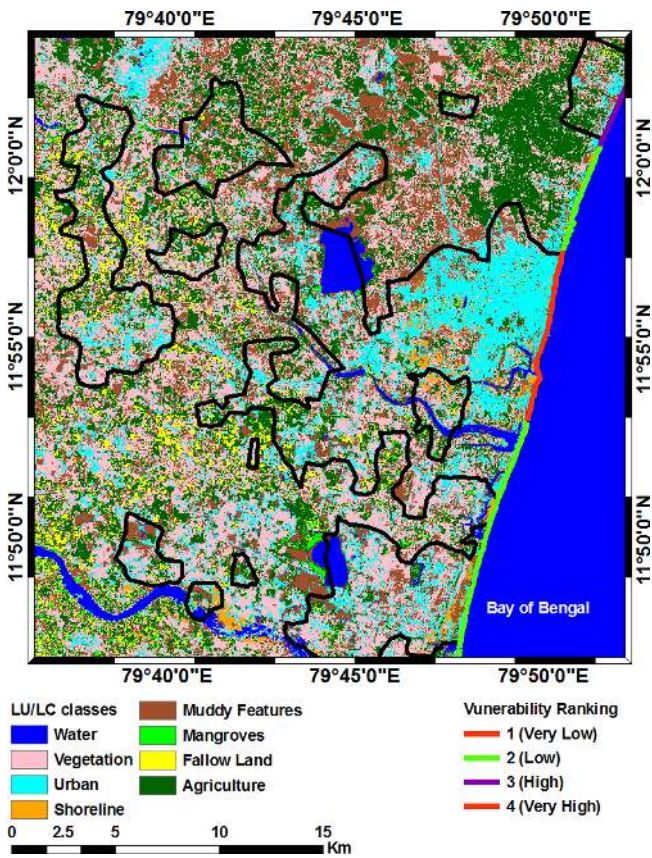 79°40'0"E 79°45'0"E 79°50'0"E
12°0'0"N 12°0'0"N
11°55'0"N 11°55'0"N
11°50'0"N 11°50'0"N
Bay of Bengal
79°40'0"E 79°45'0"E 79°50'0"E
LU/LC classes
Water
Vegetation
Urban
Shoreline
Muddy Features
Mangroves
Fallow Land
Agriculture
Vunerability Ranking
1 (Very Low)
2 (Low)
3 (High)
4 (Very High)
0 2.5 5 10 15
Km